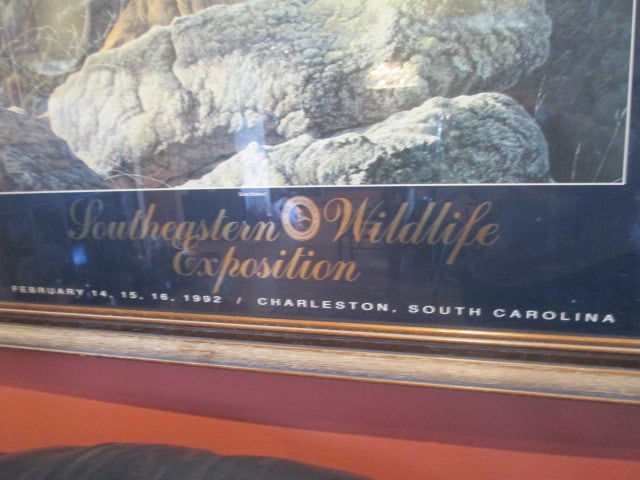 Southeastern Wildlife
Exposition
FEBRUARY 14, 15, 16, 1992 / CHARLESTON, SOUTH CAROLINA